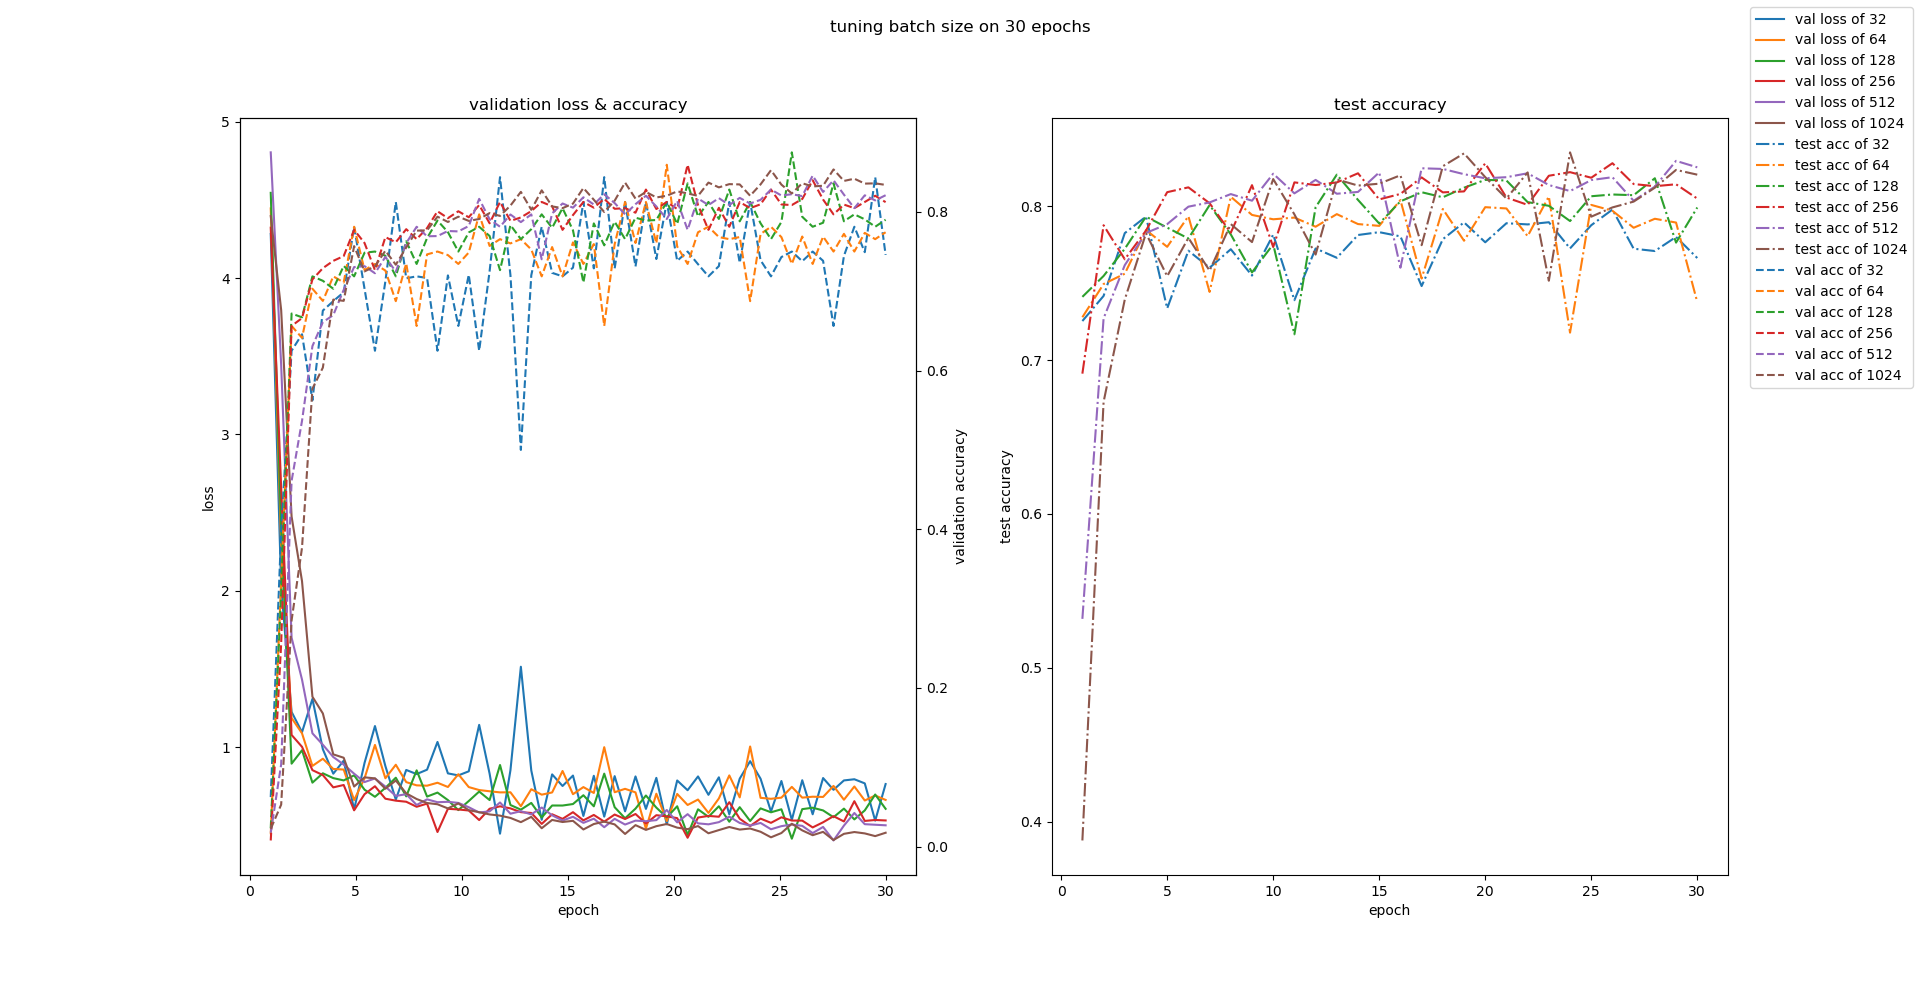 tuning batch size on 30 epochs
validation loss & accuracy
5
4
3
2
1
loss
0.8
0.6
0.4
0.2
0.0
validation accuracy
0 5 10 15 20 25 30
epoch
test accuracy
0.8
0.7
0.6
0.5
0.4
test accuracy
0 5 10 15 20 25 30
epoch
val loss of 32
val loss of 64
val loss of 128
val loss of 256
val loss of 512
val loss of 1024
test acc of 32
test acc of 64
test acc of 128
test acc of 256
test acc of 512
test acc of 1024
val acc of 32
val acc of 64
val acc of 128
val acc of 256
val acc of 512
val acc of 1024